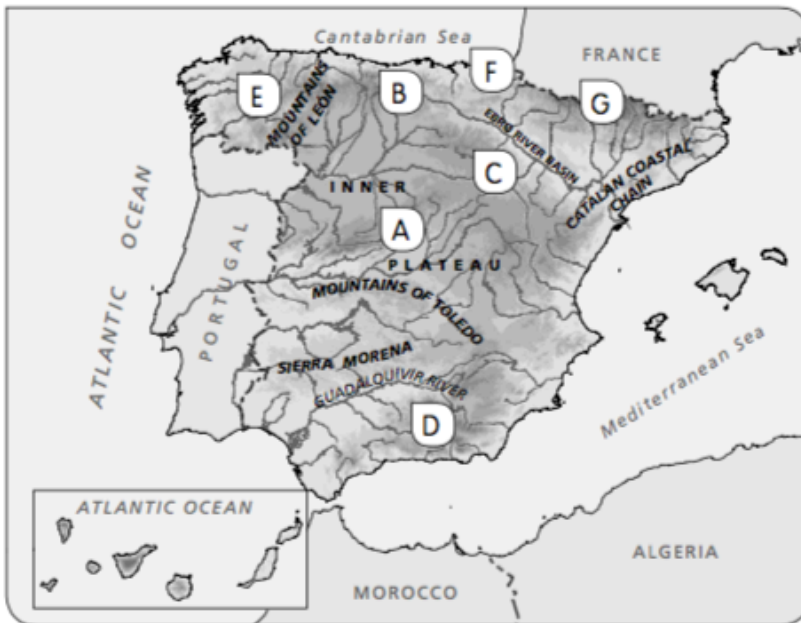 Cantabrian Sea
FRANCE
F
E
B
G
MOUNTAINS
OF LEÓN
EBRO RIVER BASIN
C
INNER
CATALAN COASTAL
CHAIN
A
PLATEAU
ATLANTIC OCEAN
PORTUGAL
MOUNTAINS OF TOLEDO
SIERRA MORENA
GUADALQUIVIR RIVER
Mediterranean Sea
D
ATLANTIC OCEAN
ALGERIA
MOROCCO